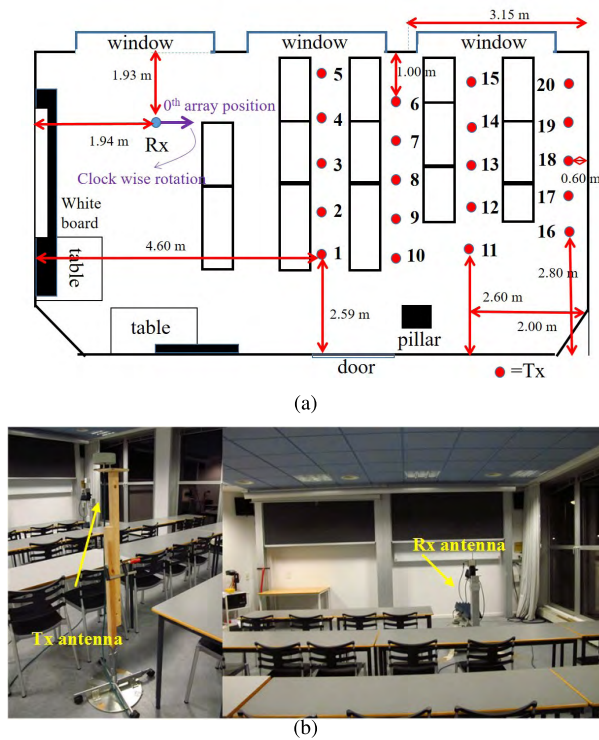 3.15 m
window
window
window
1.93 m
1.00 m
5
15
20
0th array position
6
4
14
19
1.94 m
Rx
7
3
13
18
Clock wise rotation
8
0.60 m
White
board
2
12
17
9
16
4.60 m
1
10
11
table
2.80 m
2.59 m
2.60 m
2.00 m
table
pillar
door
=Tx
(a)
Rx antenna
Tx antenna
(b)